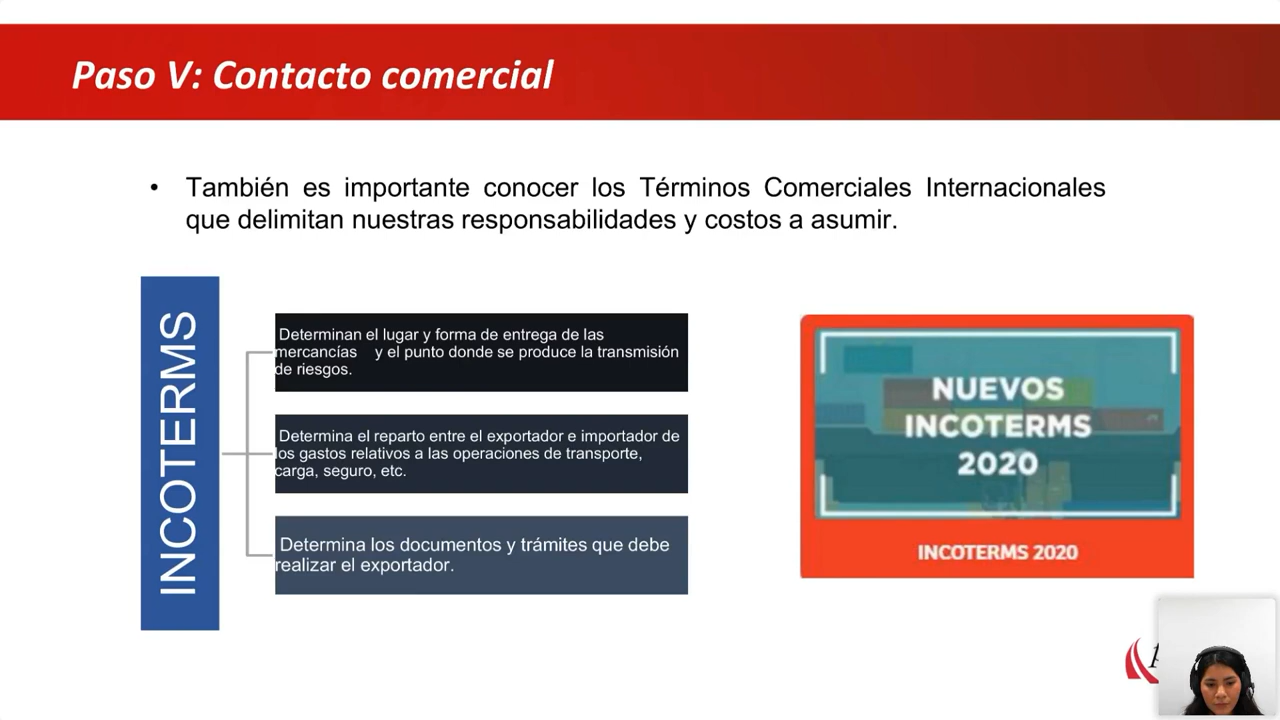 Paso V: Contacto comercial
• También es importante conocer los Términos Comerciales Internacionales
que delimitan nuestras responsabilidades y costos a asumir.
INCOTERMS
Determinan el lugar y forma de entrega de las
mercancías y el punto donde se produce la transmisión
de riesgos.
Determina el reparto entre el exportador e importador de
los gastos relativos a las operaciones de transporte,
carga, seguro, etc.
Determina los documentos y trámites que debe
realizar el exportador.
NUEVOS
INCOTERMS
2020
INCOTERMS 2020